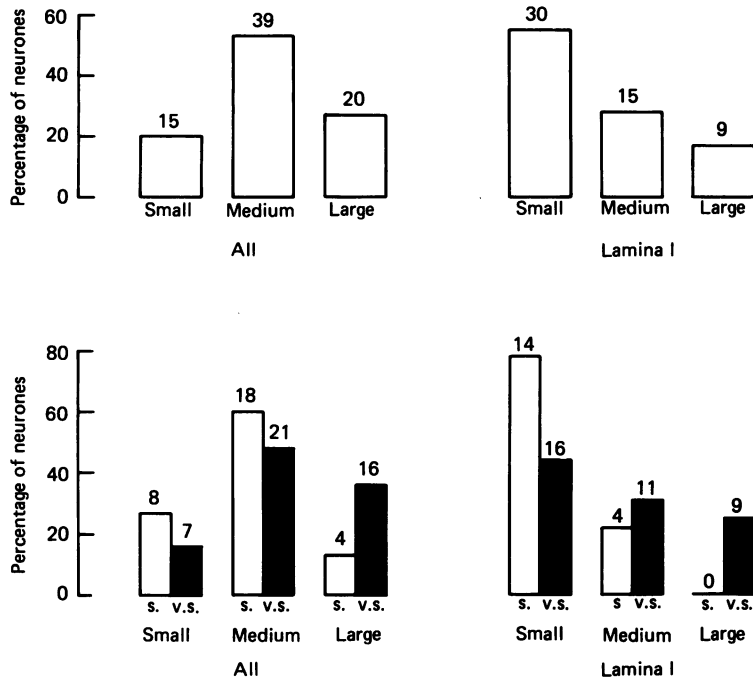 Percentage of neurones
60
40
20
0
15
39
20
Small Medium Large
All
30
15
9
Small Medium Large
Lamina I
Percentage of neurones
80
60
40
20
0
8
7
18
21
4
16
s. v.s. s. v.s. s. v.s.
Small Medium Large
All
14
16
4
11
0
9
s. v.s. s v.s. s. v.s.
Small Medium Large
Lamina I